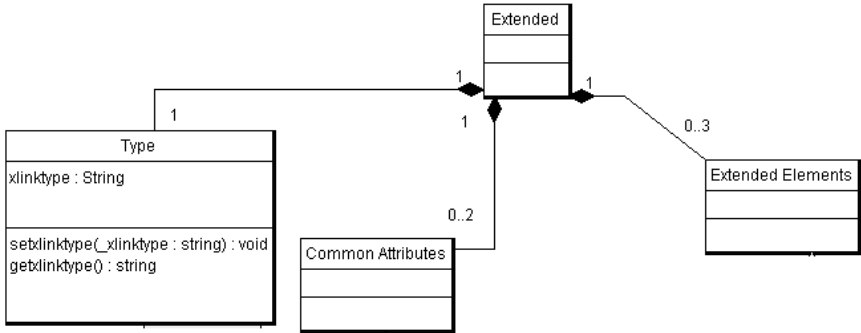 Extended
1
1
1
1
0..3
Type
xlinktype : String
Extended Elements
0..2
setxlinktype(_xlinktype : string) : void
getxlinktype() : string
Common Attributes